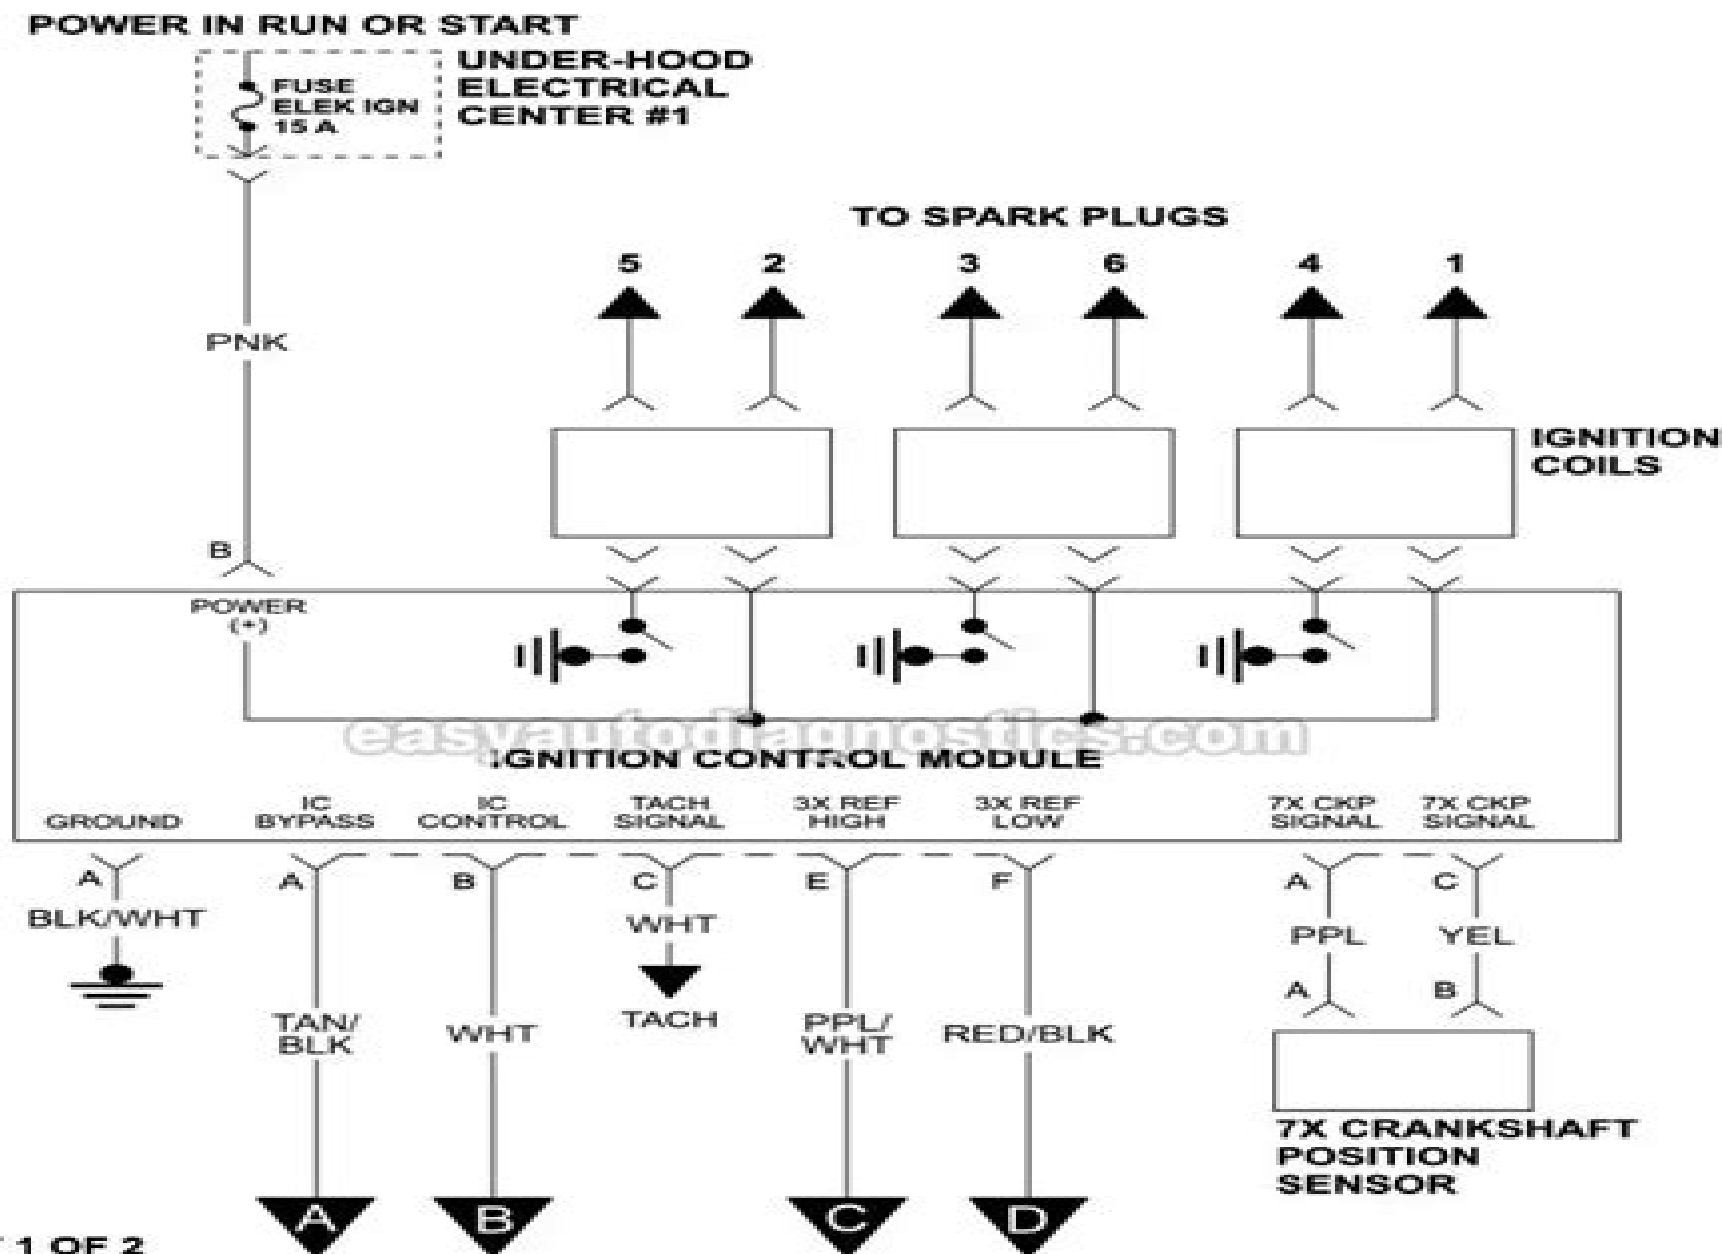 POWER IN RUN OR START
UNDER-HOOD
ELECTRICAL
CENTER #1
FUSE
ELEK IGN
15 A
TO SPARK PLUGS
5 2 3 6 4 1
PNK
IGNITION
COILS
B
POWER
(+)
easyautodiagnostics.com
IGNITION CONTROL MODULE
GROUND
IC
BYPASS
IC
CONTROL
TACH
SIGNAL
3X REF
HIGH
3X REF
LOW
7X CKP
SIGNAL
7X CKP
SIGNAL
A A B C E F A C
BLK/WHT
WHT
PPL
YEL
A B
TAN/
BLK
WHT
TACH
PPL/
WHT
RED/BLK
7X CRANKSHAFT
POSITION
SENSOR
A B C D
1 OF 2